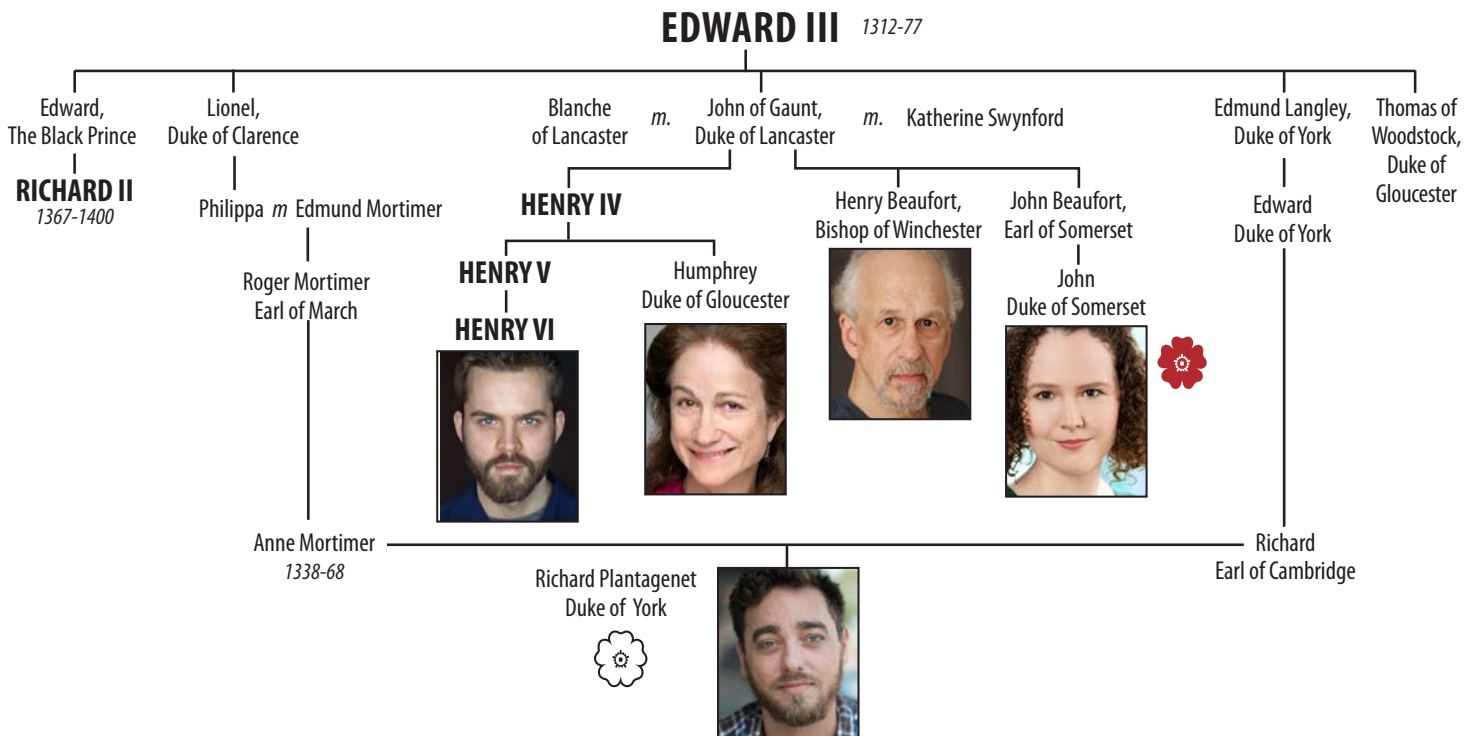 EDWARD III 1312-77
Edward,
The Black Prince
RICHARD II
1367-1400
Lionel,
Duke of Clarence
Philippa m Edmund Mortimer
Roger Mortimer
Earl of March
Blanche
of Lancaster
m.
John of Gaunt,
Duke of Lancaster
m.
Katherine Swynford
HENRY IV
HENRY V
HENRY VI
Humphrey
Duke of Gloucester
Henry Beaufort,
Bishop of Winchester
John Beaufort,
Earl of Somerset
John
Duke of Somerset
Edmund Langley,
Duke of York
Edward
Duke of York
Thomas of
Woodstock,
Duke of
Gloucester
Anne Mortimer
1338-68
Richard
Earl of Cambridge
Richard Plantagenet
Duke of York